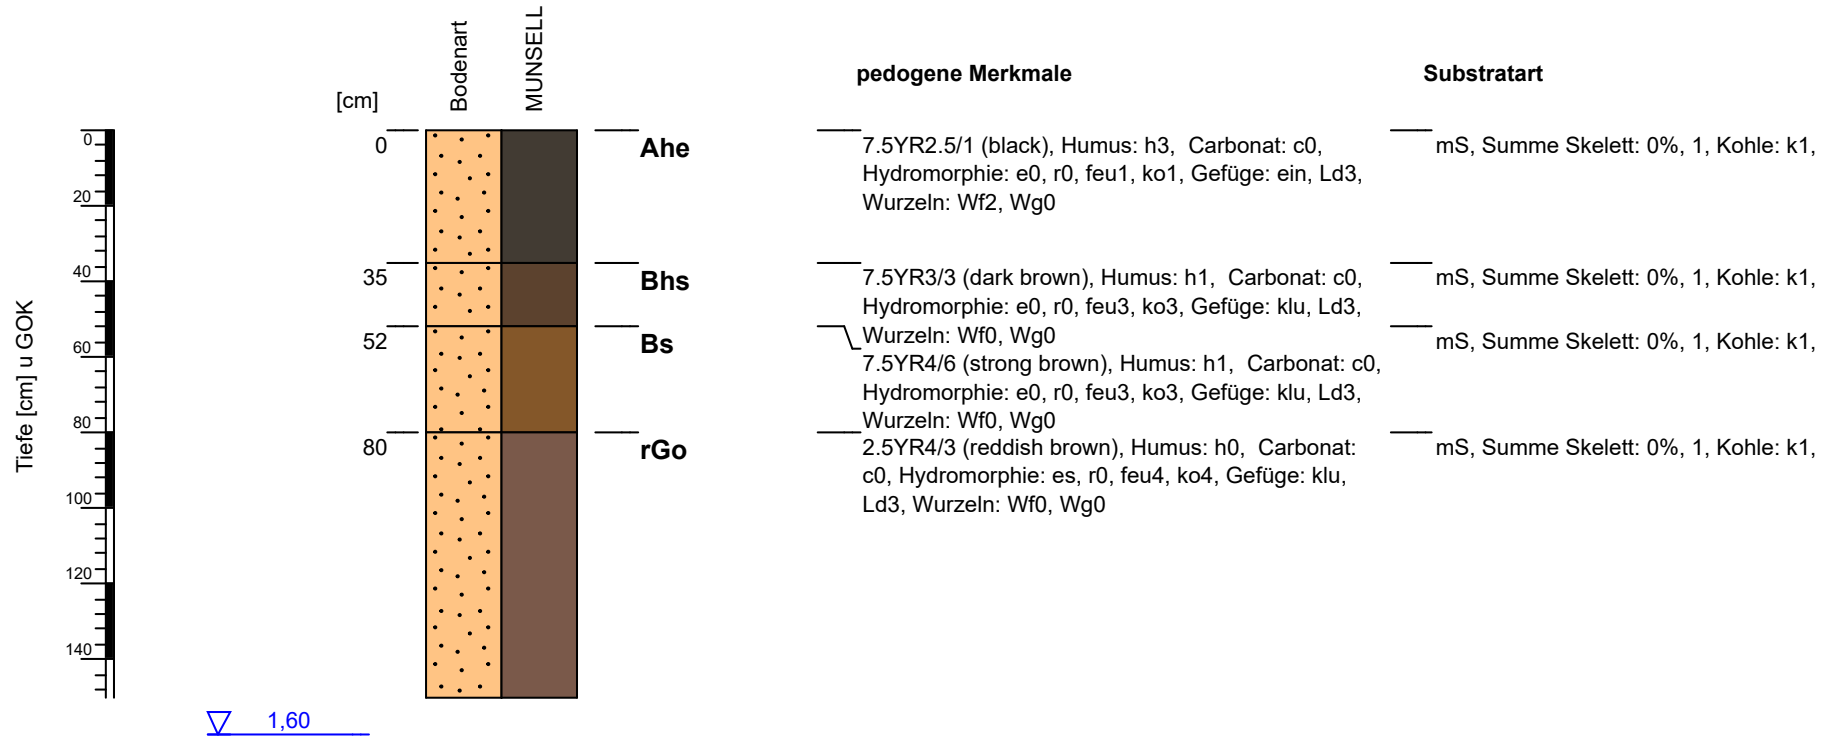 Bodenart
MUNSELL
pedogene Merkmale
Substratart
[cm]
0
0
Ahe
7.5YR2.5/1 (black), Humus: h3,  Carbonat: c0,
Hydromorphie: e0, r0, feu1, ko1, Gefüge: ein, Ld3,
Wurzeln: Wf2, Wg0
mS, Summe Skelett: 0%, 1, Kohle: k1,
20
40
35
Bhs
7.5YR3/3 (dark brown), Humus: h1,  Carbonat: c0,
Hydromorphie: e0, r0, feu3, ko3, Gefüge: klu, Ld3,
Wurzeln: Wf0, Wg0
mS, Summe Skelett: 0%, 1, Kohle: k1,
60
52
Bs
7.5YR4/6 (strong brown), Humus: h1,  Carbonat: c0,
Hydromorphie: e0, r0, feu3, ko3, Gefüge: klu, Ld3,
Wurzeln: Wf0, Wg0
mS, Summe Skelett: 0%, 1, Kohle: k1,
80
80
rGo
2.5YR4/3 (reddish brown), Humus: h0,  Carbonat:
c0, Hydromorphie: es, r0, feu4, ko4, Gefüge: klu,
Ld3, Wurzeln: Wf0, Wg0
mS, Summe Skelett: 0%, 1, Kohle: k1,
100
120
140
Tiefe [cm] u GOK
1,60